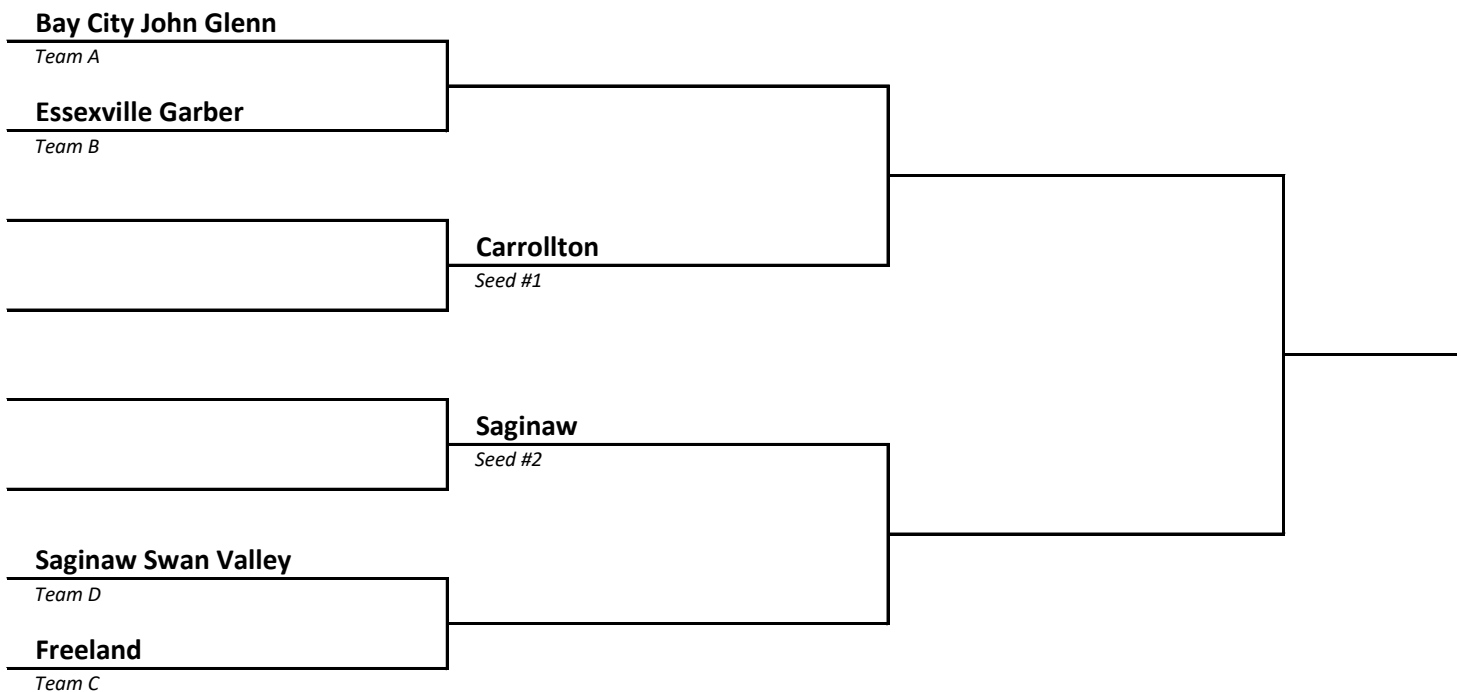 Bay City John Glenn
Team A
Essexville Garber
Team B
Carrollton
Seed #1
Saginaw
Seed #2
Saginaw Swan Valley
Team D
Freeland
Team C